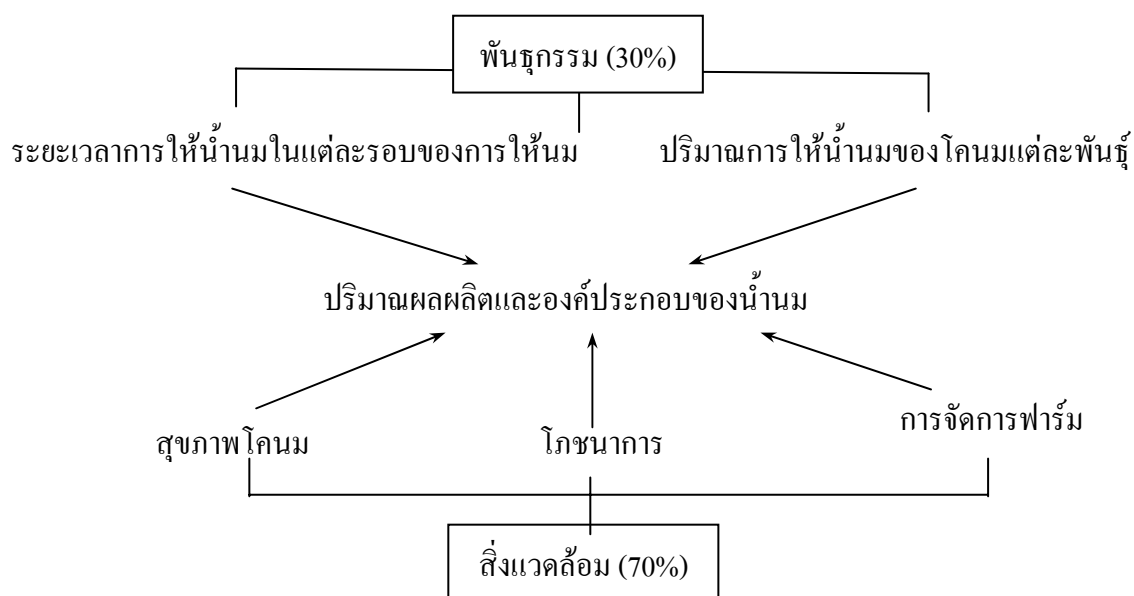 พันธุกรรม (30%)
ระยะเวลาการให้น้ำนมในแต่ละรอบของการให้นม
ปริมาณการให้น้ำนมของโคนมแต่ละพันธุ์
ปริมาณผลผลิตและองค์ประกอบของน้ำนม
สุขภาพโคนม
โภชนาการ
การจัดการฟาร์ม
สิ่งแวดล้อม (70%)